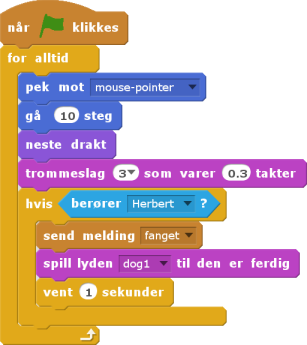 når klikkes
for alltid
pek mot mouse-pointer
gå 10 steg
neste drakt
trommeslag 3 som varer 0.3 takter
hvis berører Herbert ?
send melding fanget
spill lyden dog1 til den er ferdig
vent 1 sekunder